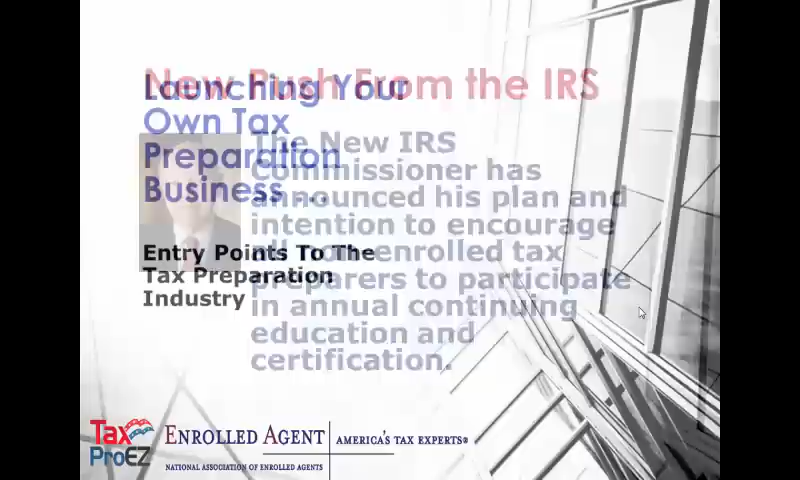 New Push From the IRS
The New IRS
Commissioner has
announced his plan and
intention to encourage
all non-enrolled tax
preparers to participate
in annual continuing
education and
certification.
Launching Your
Own Tax
Preparation
Business ...
Entry Points To The
Tax Preparation
Industry
Tax
ProEZ
ENROLLED AGENT
AMERICA'S TAX EXPERTS®
NATIONAL ASSOCIATION OF ENROLLED AGENTS